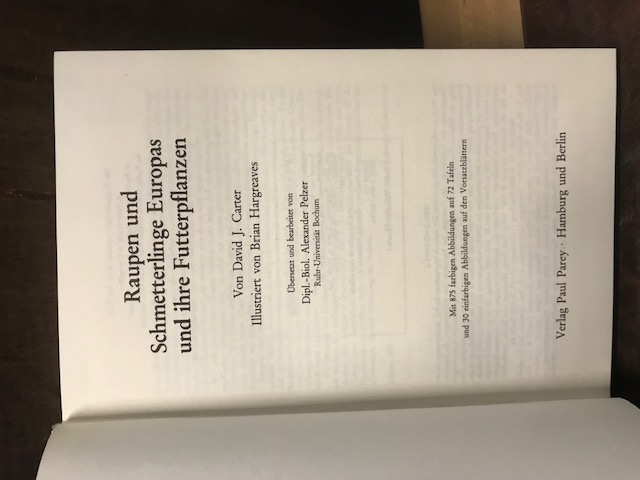 Raupen und
Schmetterlinge Europas
und ihre Futterpflanzen
Von David J. Carter
Illustriert von Brian Hargreaves
Übersetzt und bearbeitet von
Dipl.-Biol. Alexander Pelzer
Ruhr-Universität Bochum
Mit 875 farbigen Abbildungen auf 72 Tafeln
und 30 einfarbigen Abbildungen auf den Vorsatzblättern
Verlag Paul Parey · Hamburg und Berlin